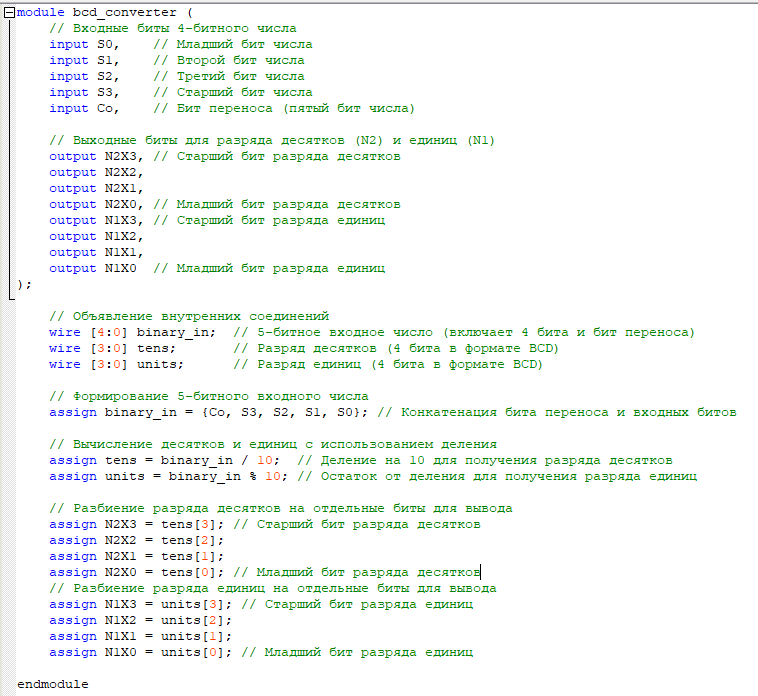 module bcd_converter (
// Входные биты 4-битного числа
input S0, // Младший бит числа
input S1, // Второй бит числа
input S2, // Третий бит числа
input S3, // Старший бит числа
input Co, // Бит переноса (пятый бит числа)
// Выходные биты для разряда десятков (N2) и единиц (N1)
output N2X3, // Старший бит разряда десятков
output N2X2,
output N2X1,
output N2X0, // Младший бит разряда десятков
output N1X3, // Старший бит разряда единиц
output N1X2,
output N1X1,
output N1X0 // Младший бит разряда единиц
);
// Объявление внутренних соединений
wire [4:0] binary_in; // 5-битное входное число (включает 4 бита и бит переноса)
wire [3:0] tens; // Разряд десятков (4 бита в формате BCD)
wire [3:0] units; // Разряд единиц (4 бита в формате BCD)
// Формирование 5-битного входного числа
assign binary_in = {Co, S3, S2, S1, S0}; // Конкатенация бита переноса и входных битов
// Вычисление десятков и единиц с использованием деления
assign tens = binary_in / 10; // Деление на 10 для получения разряда десятков
assign units = binary_in % 10; // Остаток от деления для получения разряда единиц
// Разбиение разряда десятков на отдельные биты для вывода
assign N2X3 = tens[3]; // Старший бит разряда десятков
assign N2X2 = tens[2];
assign N2X1 = tens[1];
assign N2X0 = tens[0]; // Младший бит разряда десятков
// Разбиение разряда единиц на отдельные биты для вывода
assign N1X3 = units[3]; // Старший бит разряда единиц
assign N1X2 = units[2];
assign N1X1 = units[1];
assign N1X0 = units[0]; // Младший бит разряда единиц
endmodule